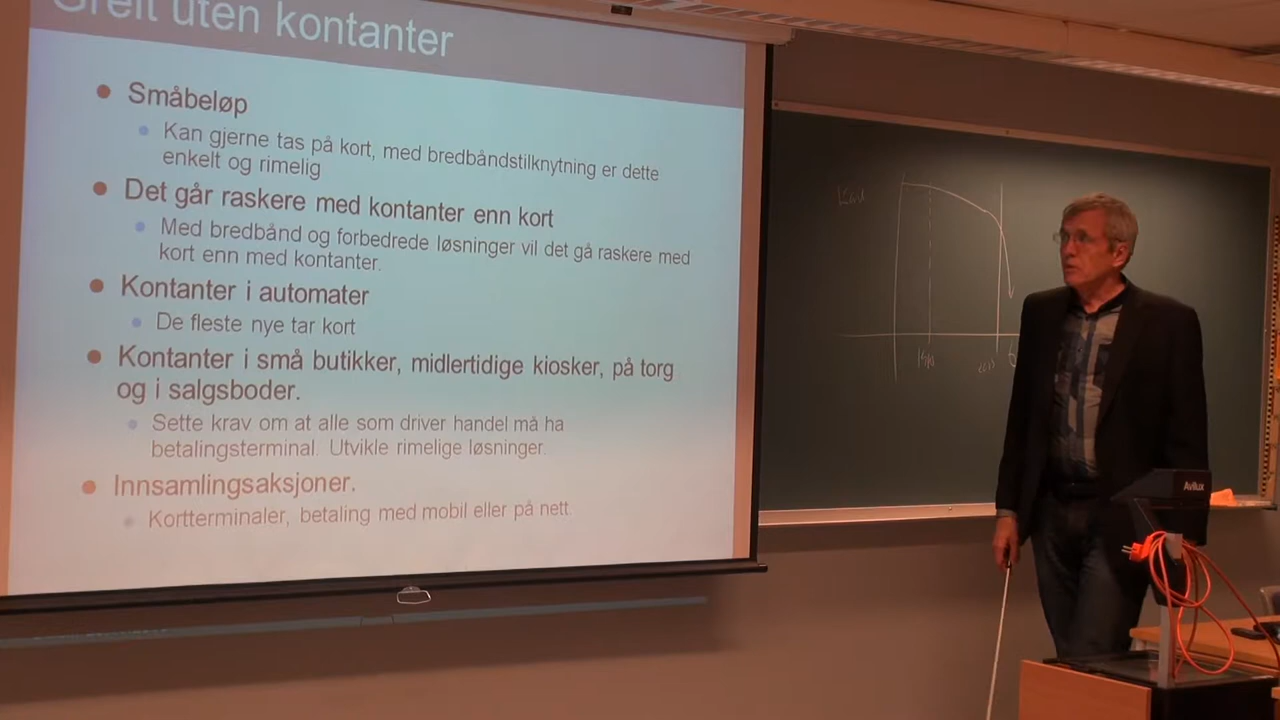 Greit uten kontanter
Småbeløp
Kan gjerne tas på kort, med bredbåndstilknytning er dette
enkelt og rimelig
Det går raskere med kontanter enn kort
Med bredbånd og forbedrede løsninger vil det gå raskere med
kort enn med kontanter.
Kontanter i automater
De fleste nye tar kort
Kontanter i små butikker, midlertidige kiosker, på torg
og i salgsboder.
Sette krav om at alle som driver handel må ha
betalingsterminal. Utvikle rimelige løsninger.
Innsamlingsaksjoner.
Kortterminaler, betaling med mobil eller på nett.
Avilux